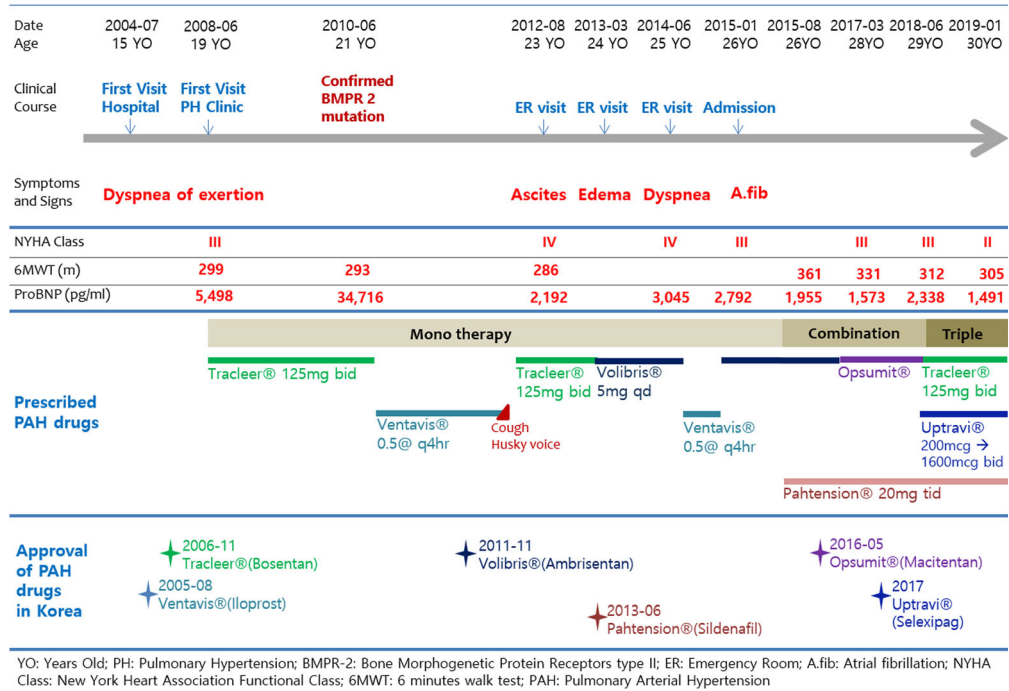 Date 2004-07 2008-06 2010-06 2012-08 2013-03 2014-06 2015-01 2015-08 2017-03 2018-06 2019-01
Age 15 YO 19 YO 21 YO 23 YO 24 YO 25 YO 26YO 26YO 28YO 29YO 30YO
Clinical
Course
First Visit
Hospital
First Visit
PH Clinic
Confirmed
BMPR 2
mutation
ER visit ER visit ER visit Admission
Symptoms
and Signs
Dyspnea of exertion Ascites Edema Dyspnea A.fib
NYHA Class III IV IV III III III II
6MWT (m) 299 293 286 361 331 312 305
ProBNP (pg/ml) 5,498 34,716 2,192 3,045 2,792 1,955 1,573 2,338 1,491
Mono therapy Combination Triple
Prescribed
PAH drugs
Tracleer® 125mg bid
Tracleer®
125mg bid
Volibris®
5mg qd
Opsumit®
Tracleer®
125mg bid
Ventavis®
0.5@ q4hr
Cough
Husky voice
Ventavis®
0.5@ q4hr
Uptravi®
200mcg →
1600mcg bid
Pahtension® 20mg tid
Approval
of PAH
drugs
in Korea
2006-11
Tracleer®(Bosentan)
2005-08
Ventavis®(Iloprost)
2011-11
Volibris®(Ambrisentan)
2013-06
Pahtension®(Sildenafil)
2016-05
Opsumit®(Macitentan)
2017
Uptravi®
(Selexipag)
YO: Years Old; PH: Pulmonary Hypertension; BMPR-2: Bone Morphogenetic Protein Receptors type II; ER: Emergency Room; A.fib: Atrial fibrillation; NYHA
Class: New York Heart Association Functional Class; 6MWT: 6 minutes walk test; PAH: Pulmonary Arterial Hypertension